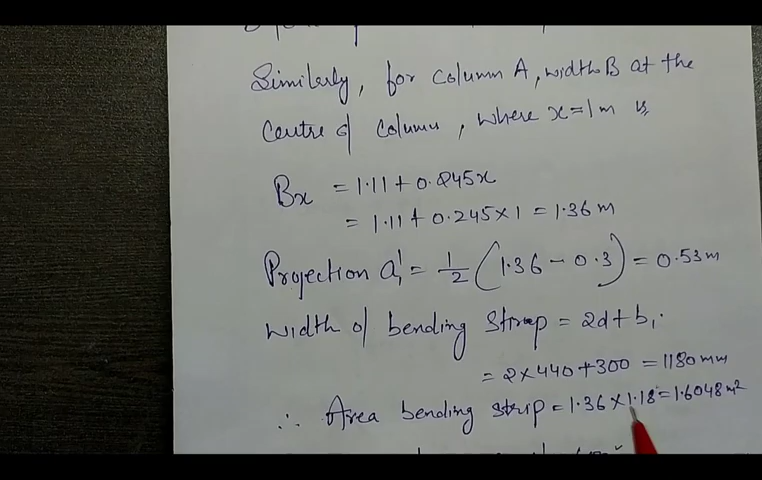 Similarly, for column A, width B at the
centre of column, where x=1m is,
Bx = 1.11 + 0.245x
= 1.11 + 0.245 x 1 = 1.36 m
Projection a₁' = 1/2 (1.36 - 0.3) = 0.53 m
Width of bending strip = 2d + b₁.
= 2 x 440 + 300 = 1180 mm
∴ Area bending strip = 1.36 x 1.18 = 1.6048 m²